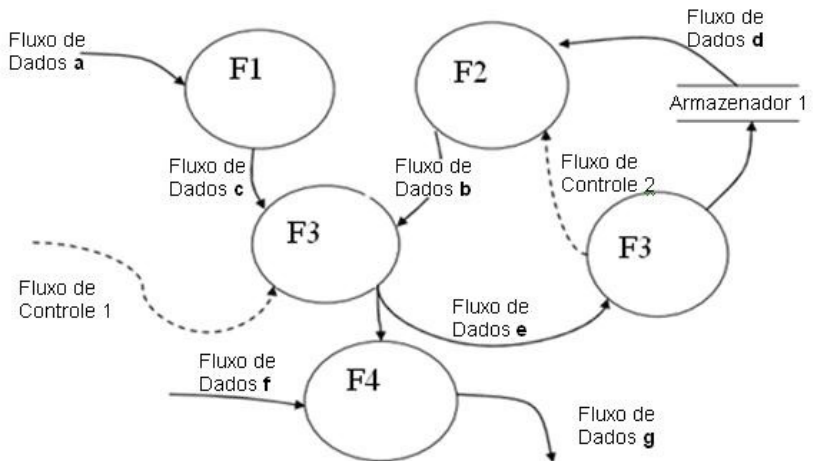 Fluxo de
Dados a
F1
F2
Fluxo de
Dados d
Armazenador 1
Fluxo de
Dados c
Fluxo de
Dados b
Fluxo de
Controle 2
F3
F3
Fluxo de
Controle 1
Fluxo de
Dados e
Fluxo de
Dados f
F4
Fluxo de
Dados g